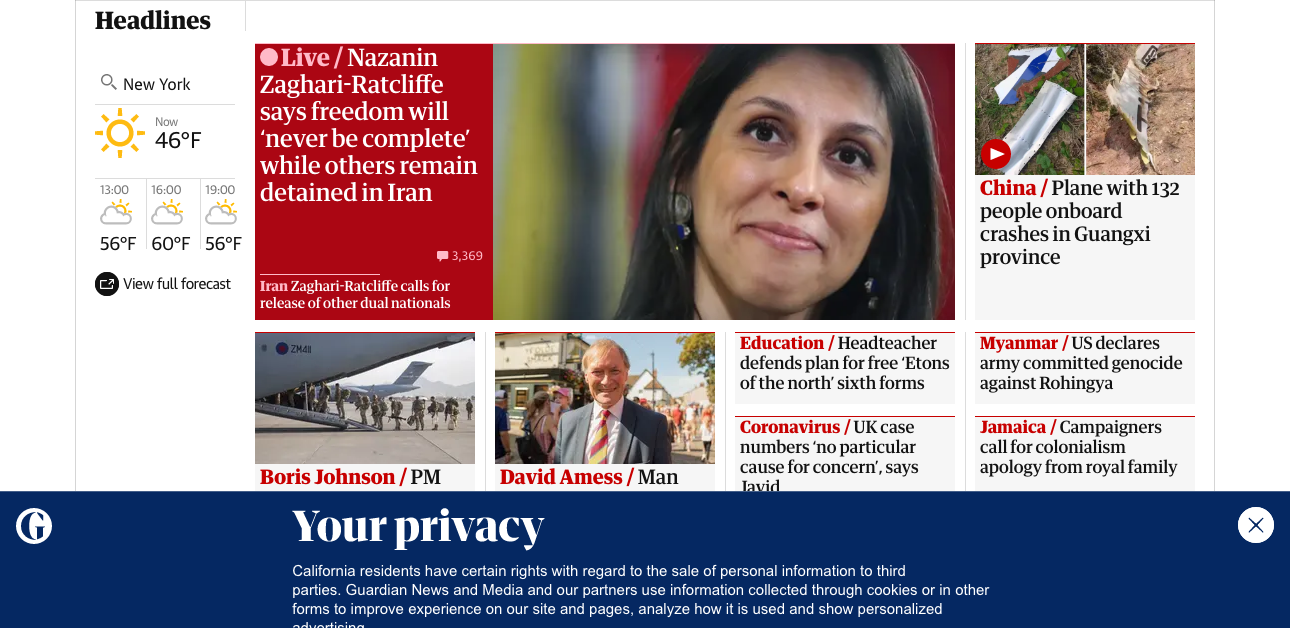 Headlines
New York
Now
46°F
13:00
16:00
19:00
56°F
60°F
56°F
View full forecast
Live / Nazanin
Zaghari-Ratcliffe
says freedom will
‘never be complete’
while others remain
detained in Iran
3,369
Iran Zaghari-Ratcliffe calls for
release of other dual nationals
China / Plane with 132
people onboard
crashes in Guangxi
province
ZM411
Boris Johnson / PM
David Amess / Man
Education / Headteacher
defends plan for free ‘Etons
of the north’ sixth forms
Coronavirus / UK case
numbers ‘no particular
cause for concern’, says
Javid
Myanmar / US declares
army committed genocide
against Rohingya
Jamaica / Campaigners
call for colonialism
apology from royal family
G
Your privacy
California residents have certain rights with regard to the sale of personal information to third
parties. Guardian News and Media and our partners use information collected through cookies or in other
forms to improve experience on our site and pages, analyze how it is used and show personalized
advertising